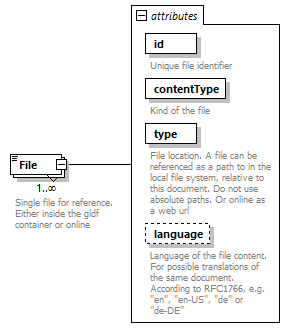 attributes
id
Unique file identifier
contentType
Kind of the file
type
File location. A file can be
referenced as a path to in the
local file system, relative to
this document. Do not use
absolute paths. Or online as
a web url
language
Language of the file content.
For possible translations of
the same document.
According to RFC1766, e.g.
"en", "en-US", "de" or
"de-DE"
File
1..∞
Single file for reference.
Either inside the gldf
container or online